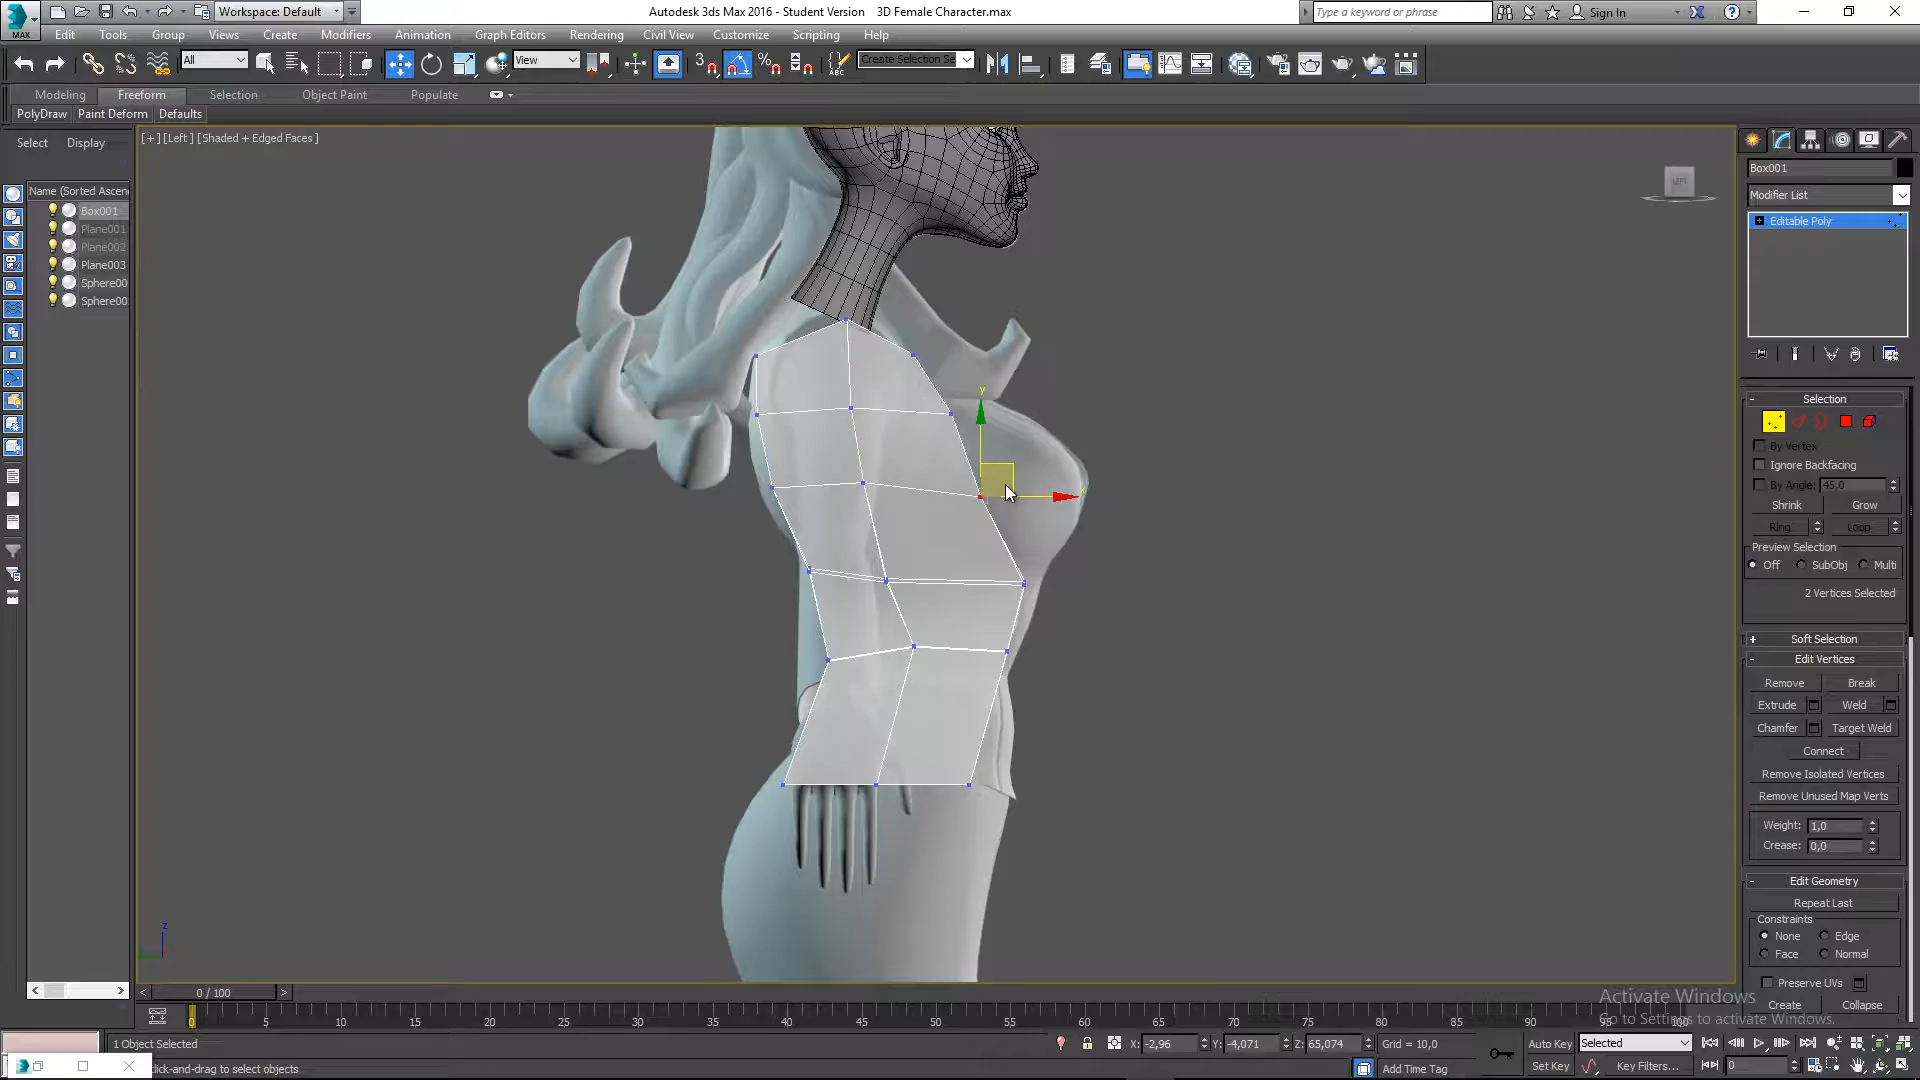 Workspace: Default
Autodesk 3ds Max 2016 - Student Version    3D Female Character.max
Type a keyword or phrase
Sign In
MAX
Edit
Tools
Group
Views
Create
Modifiers
Animation
Graph Editors
Rendering
Civil View
Customize
Scripting
Help
All
View
3
ABC
Create Selection Se
Modeling
Freeform
Selection
Object Paint
Populate
PolyDraw
Paint Deform
Defaults
Select
Display
[+] [Left] [Shaded + Edged Faces]
Name (Sorted Ascen
Box001
Plane001
Plane002
Plane003
Sphere00
Sphere00
LEFT
y
z
Box001
Modifier List
Editable Poly
Selection
By Vertex
Ignore Backfacing
By Angle: 45,0
Shrink
Grow
Ring
Loop
Preview Selection
Off
SubObj
Multi
2 Vertices Selected
Soft Selection
Edit Vertices
Remove
Break
Extrude
Weld
Chamfer
Target Weld
Connect
Remove Isolated Vertices
Remove Unused Map Verts
Weight: 1,0
Crease: 0,0
Edit Geometry
Repeat Last
Constraints
None
Edge
Face
Normal
Preserve UVs
Create
Collapse
Activate Windows
Go to Settings to activate Windows.
0 / 100
0 5 10 15 20 25 30 35 40 45 50 55 60 65 70 75 80 85 90 95 100
1 Object Selected
X: -2,96
Y: -4,071
Z: 65,074
Grid = 10,0
Auto Key
Selected
click-and-drag to select objects
Add Time Tag
Set Key
Key Filters...
0